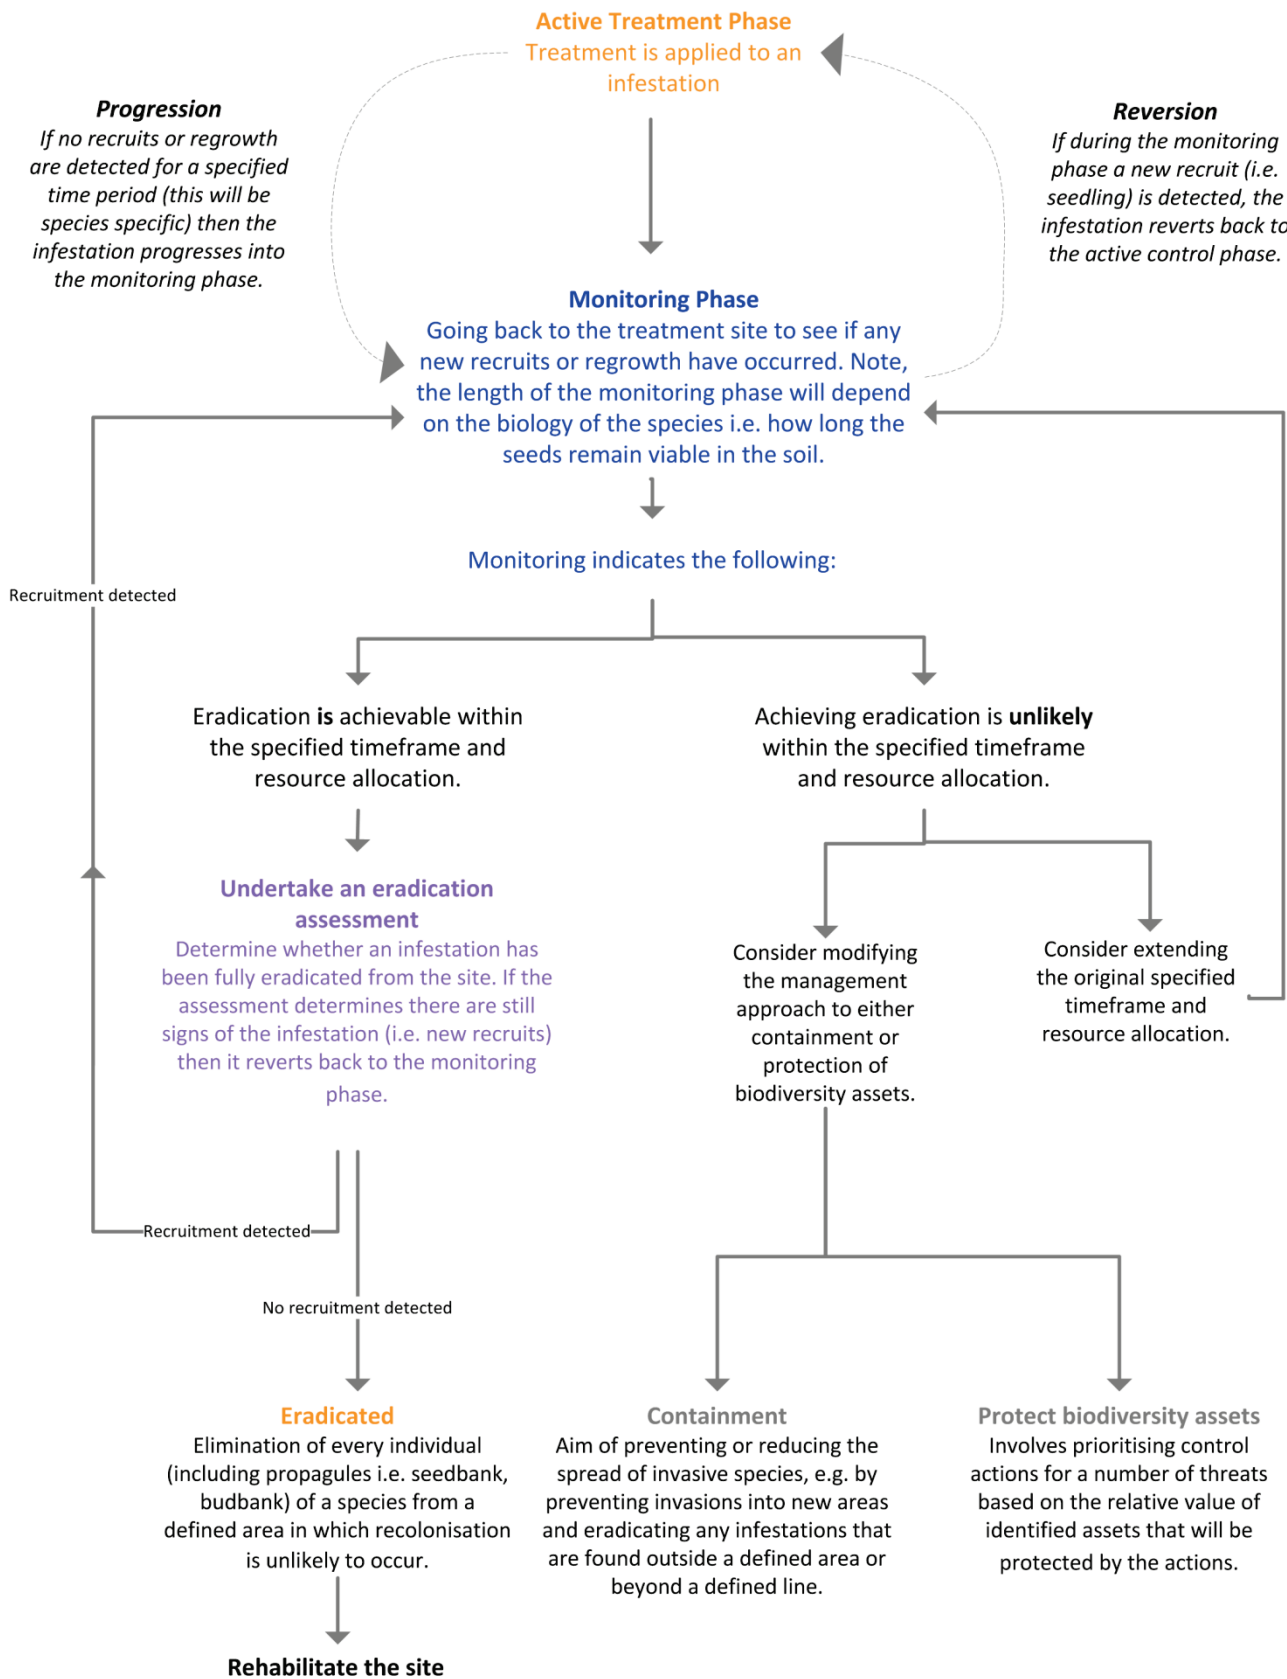 Active Treatment Phase
Treatment is applied to an
infestation
Progression
If no recruits or regrowth
are detected for a specified
time period (this will be
species specific) then the
infestation progresses into
the monitoring phase.
Reversion
If during the monitoring
phase a new recruit (i.e.
seedling) is detected, the
infestation reverts back to
the active control phase.
Monitoring Phase
Going back to the treatment site to see if any
new recruits or regrowth have occurred. Note,
the length of the monitoring phase will depend
on the biology of the species i.e. how long the
seeds remain viable in the soil.
Monitoring indicates the following:
Recruitment detected
Eradication is achievable within
the specified timeframe and
resource allocation.
Achieving eradication is unlikely
within the specified timeframe
and resource allocation.
Undertake an eradication
assessment
Determine whether an infestation has
been fully eradicated from the site. If the
assessment determines there are still
signs of the infestation (i.e. new recruits)
then it reverts back to the monitoring
phase.
Consider modifying
the management
approach to either
containment or
protection of
biodiversity assets.
Consider extending
the original specified
timeframe and
resource allocation.
Recruitment detected
No recruitment detected
Eradicated
Elimination of every individual
(including propagules i.e. seedbank,
budbank) of a species from a
defined area in which recolonisation
is unlikely to occur.
Containment
Aim of preventing or reducing the
spread of invasive species, e.g. by
preventing invasions into new areas
and eradicating any infestations that
are found outside a defined area or
beyond a defined line.
Protect biodiversity assets
Involves prioritising control
actions for a number of threats
based on the relative value of
identified assets that will be
protected by the actions.
Rehabilitate the site